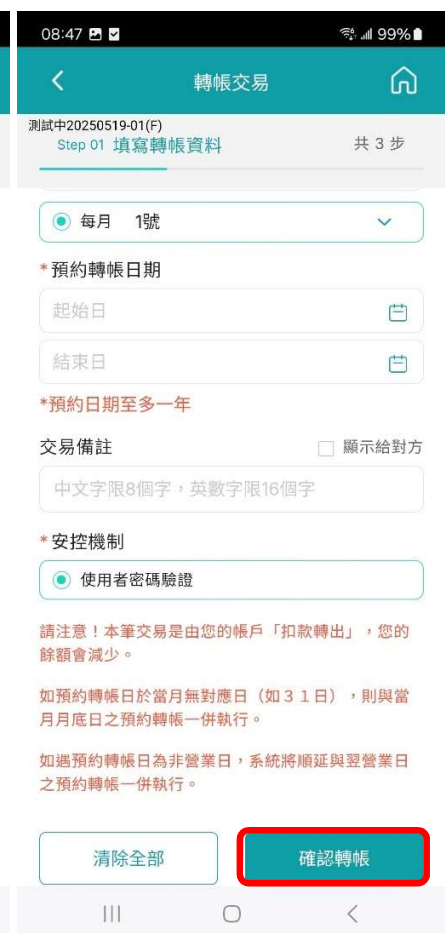 08:47 99%
轉帳交易
測試中20250519-01(F)
Step 01 填寫轉帳資料 共 3 步
每月 1號
*預約轉帳日期
起始日
結束日
*預約日期至多一年
交易備註 顯示給對方
中文字限8個字，英數字限16個字
*安控機制
使用者密碼驗證
請注意！本筆交易是由您的帳戶「扣款轉出」，您的
餘額會減少。
如預約轉帳日於當月無對應日（如３１日），則與當
月月底日之預約轉帳一併執行。
如遇預約轉帳日為非營業日，系統將順延與翌營業日
之預約轉帳一併執行。
清除全部 確認轉帳